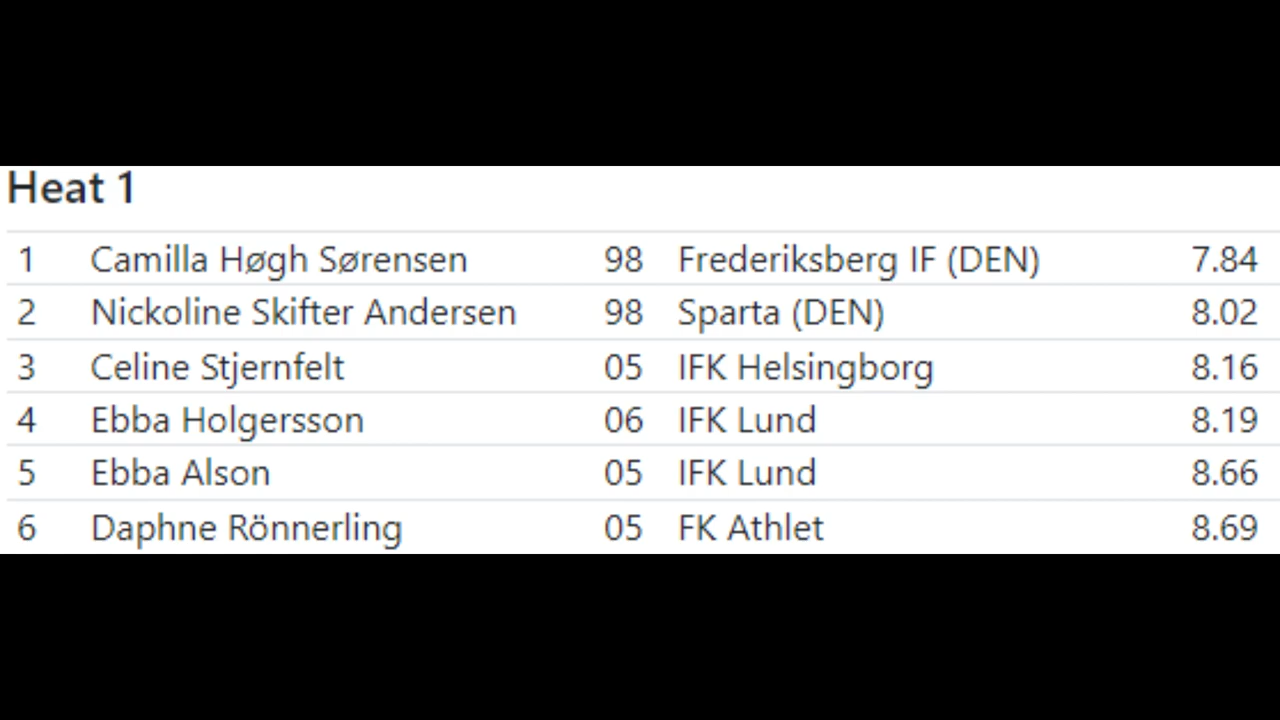 Heat 1
1 Camilla Høgh Sørensen 98 Frederiksberg IF (DEN) 7.84
2 Nickoline Skifter Andersen 98 Sparta (DEN) 8.02
3 Celine Stjernfelt 05 IFK Helsingborg 8.16
4 Ebba Holgersson 06 IFK Lund 8.19
5 Ebba Alson 05 IFK Lund 8.66
6 Daphne Rönnerling 05 FK Athlet 8.69